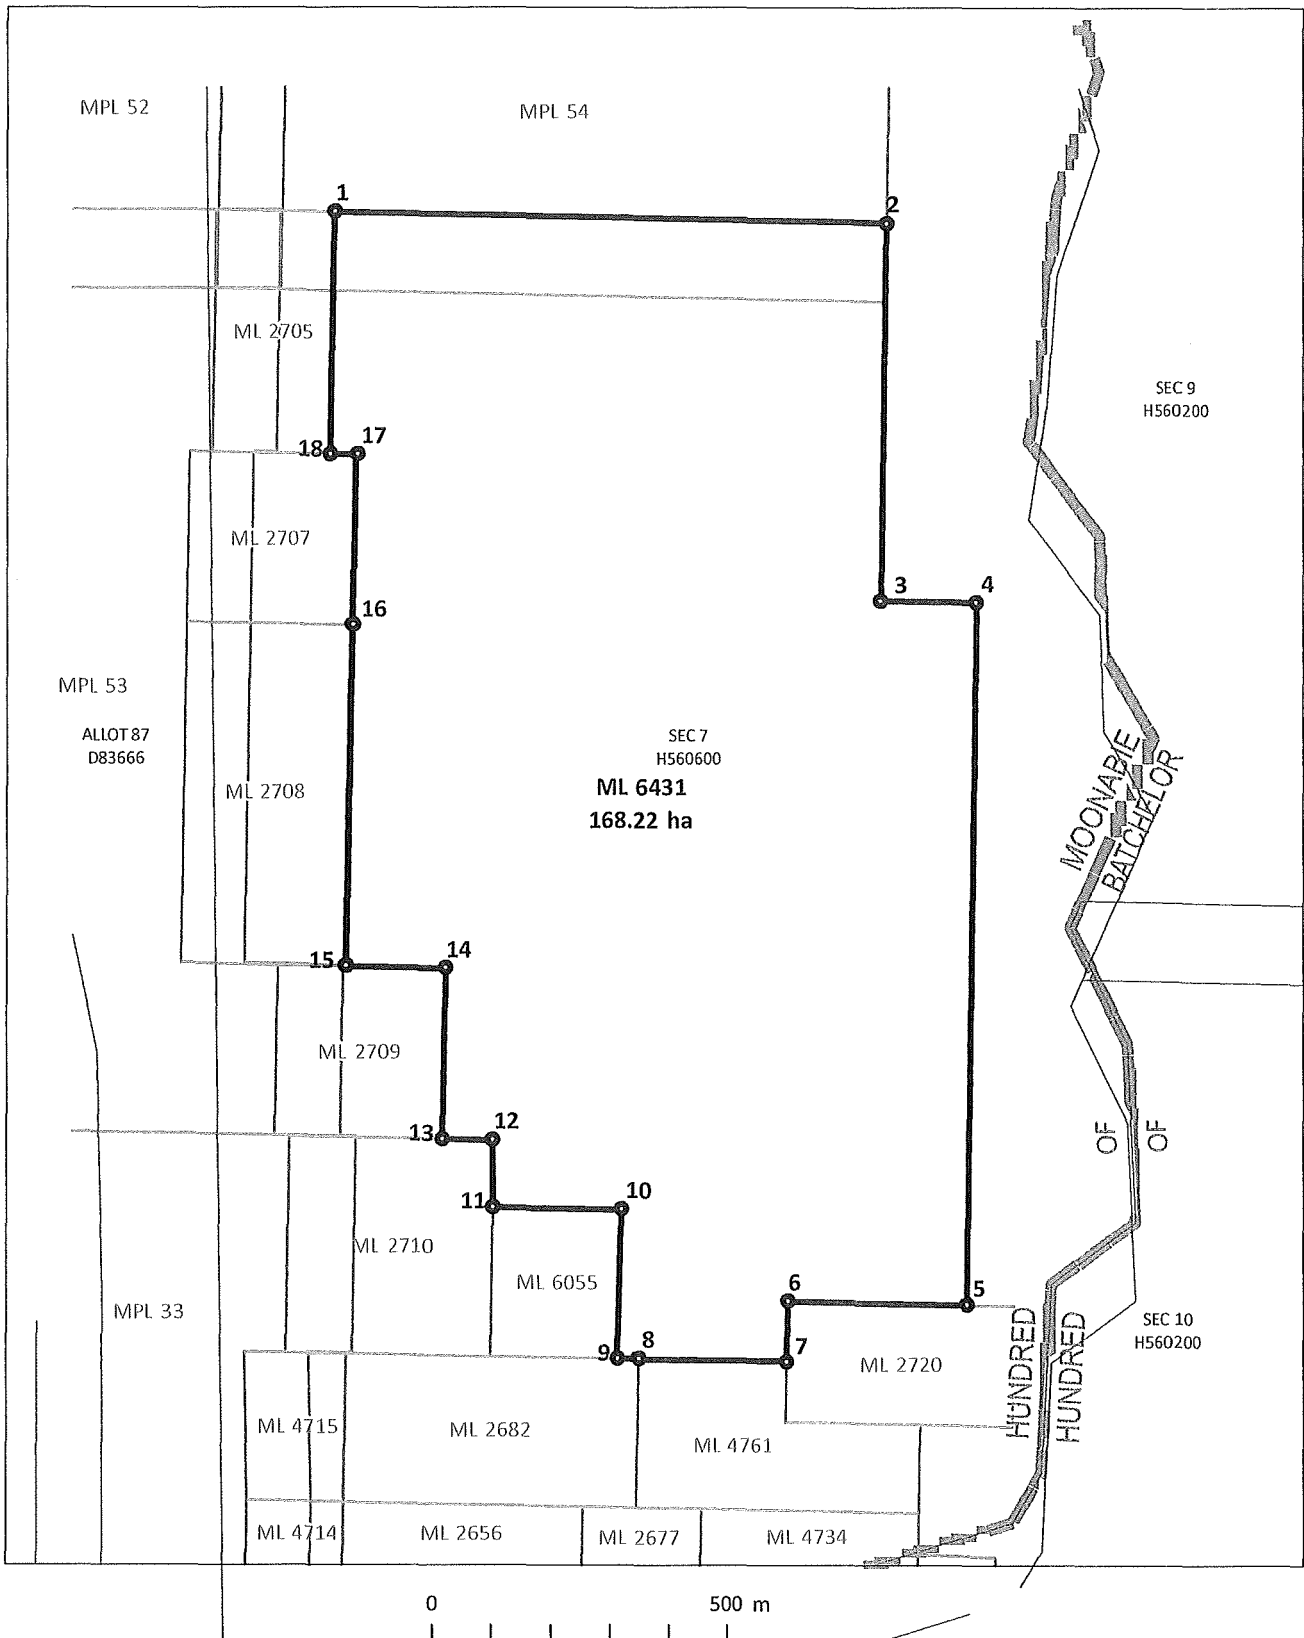 MPL 52
MPL 54
1
2
ML 2705
SEC 9
H560200
18
17
ML 2707
3
4
16
MPL 53
ALLOT 87
D83666
SEC 7
H560600
ML 6431
168.22 ha
MOONABIE
BATCHELOR
ML 2708
15
14
ML 2709
13
12
OF
OF
11
10
ML 2710
ML 6055
6
5
MPL 33
HUNDRED
HUNDRED
SEC 10
H560200
9
8
7
ML 2720
ML 4715
ML 2682
ML 4761
ML 4714
ML 2656
ML 2677
ML 4734
0
500 m